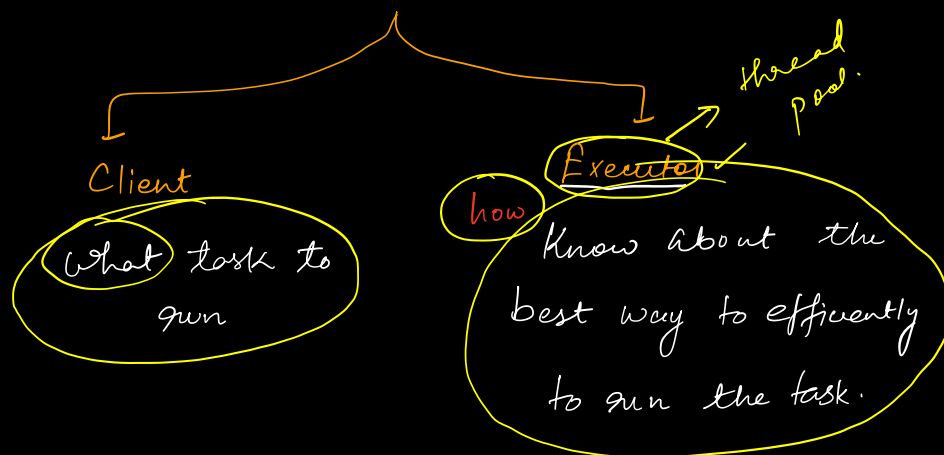 thread
pool.
Client
Executor
how
what task to
run
Know about the
best way to efficently
to run the task.